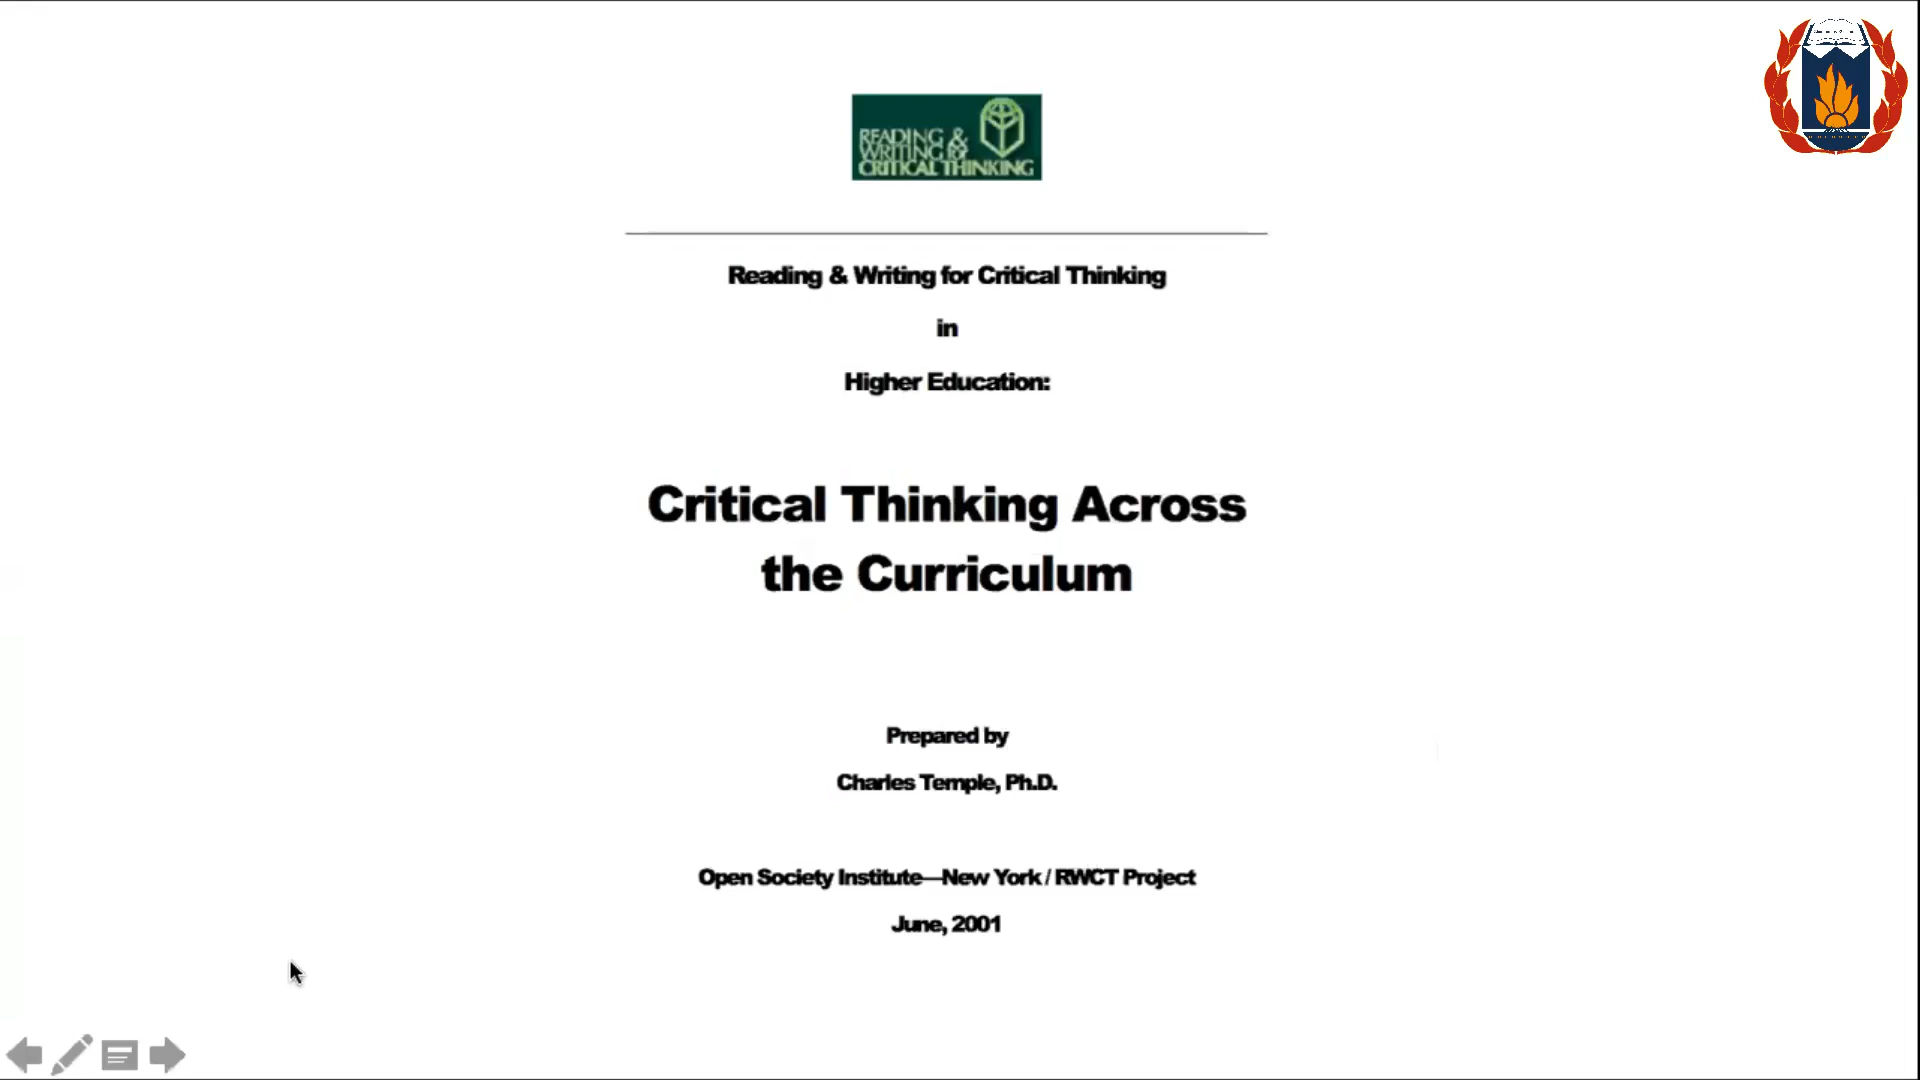 READING &
WRITING for
CRITICAL THINKING
Reading & Writing for Critical Thinking
in
Higher Education:
Critical Thinking Across
the Curriculum
Prepared by
Charles Temple, Ph.D.
Open Society Institute—New York / RWCT Project
June, 2001